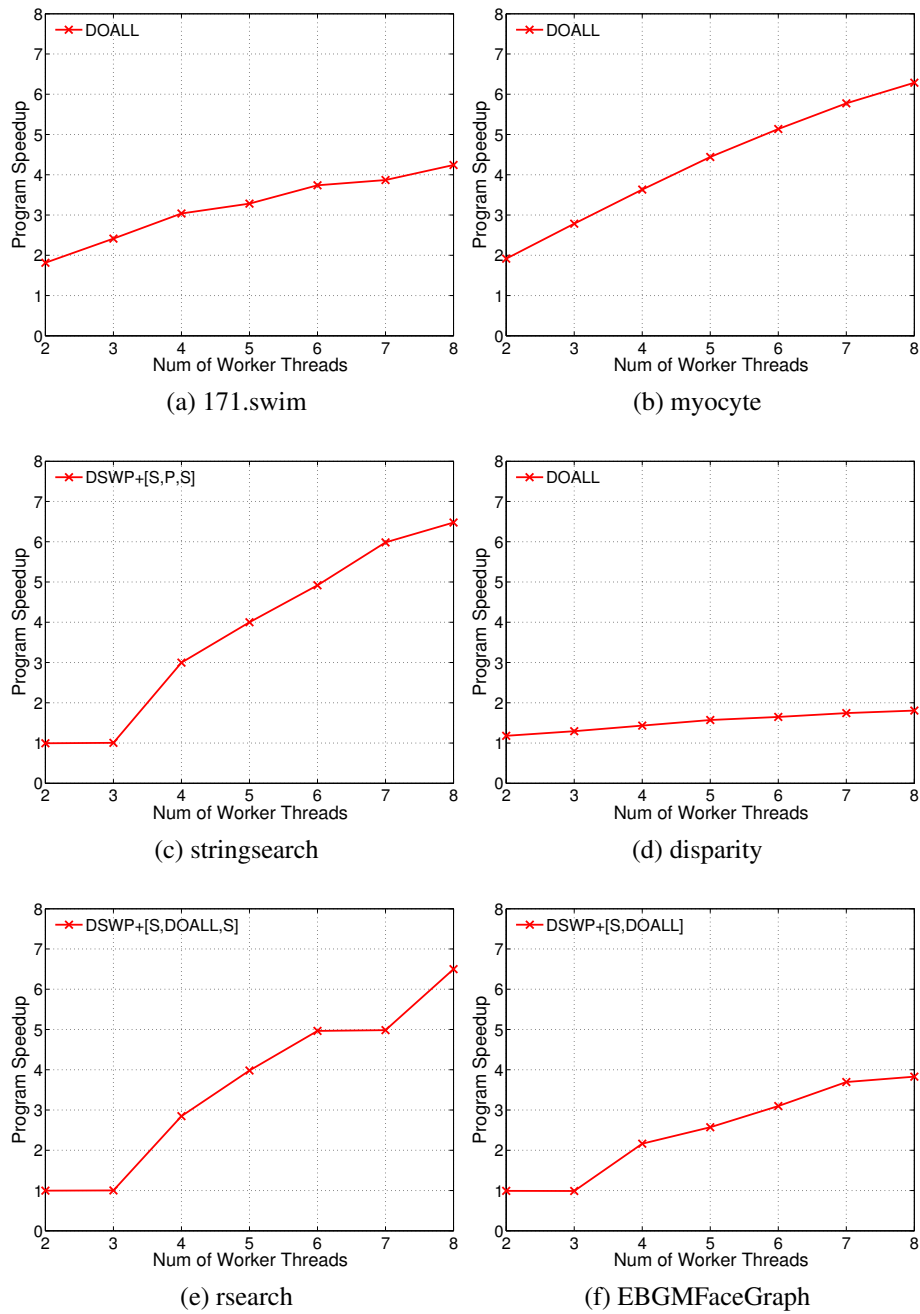 DOALL
8
7
6
5
4
3
2
1
0
Program Speedup
2 3 4 5 6 7 8
Num of Worker Threads
(a) 171.swim
DOALL
8
7
6
5
4
3
2
1
0
Program Speedup
2 3 4 5 6 7 8
Num of Worker Threads
(b) myocyte
DSWP+[S,P,S]
8
7
6
5
4
3
2
1
0
Program Speedup
2 3 4 5 6 7 8
Num of Worker Threads
(c) stringsearch
DOALL
8
7
6
5
4
3
2
1
0
Program Speedup
2 3 4 5 6 7 8
Num of Worker Threads
(d) disparity
DSWP+[S,DOALL,S]
8
7
6
5
4
3
2
1
0
Program Speedup
2 3 4 5 6 7 8
Num of Worker Threads
(e) rsearch
DSWP+[S,DOALL]
8
7
6
5
4
3
2
1
0
Program Speedup
2 3 4 5 6 7 8
Num of Worker Threads
(f) EBGMFaceGraph